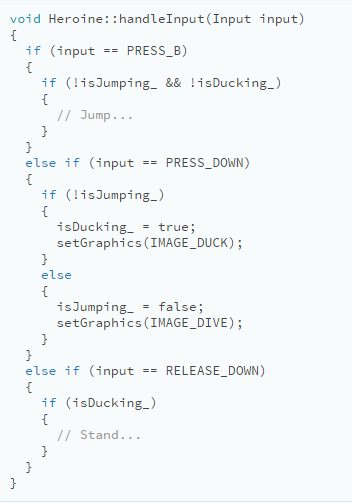 void Heroine::handleInput(Input input)
{
  if (input == PRESS_B)
  {
    if (!isJumping_ && !isDucking_)
    {
      // Jump...
    }
  }
  else if (input == PRESS_DOWN)
  {
    if (!isJumping_)
    {
      isDucking_ = true;
      setGraphics(IMAGE_DUCK);
    }
    else
    {
      isJumping_ = false;
      setGraphics(IMAGE_DIVE);
    }
  }
  else if (input == RELEASE_DOWN)
  {
    if (isDucking_)
    {
      // Stand...
    }
  }
}